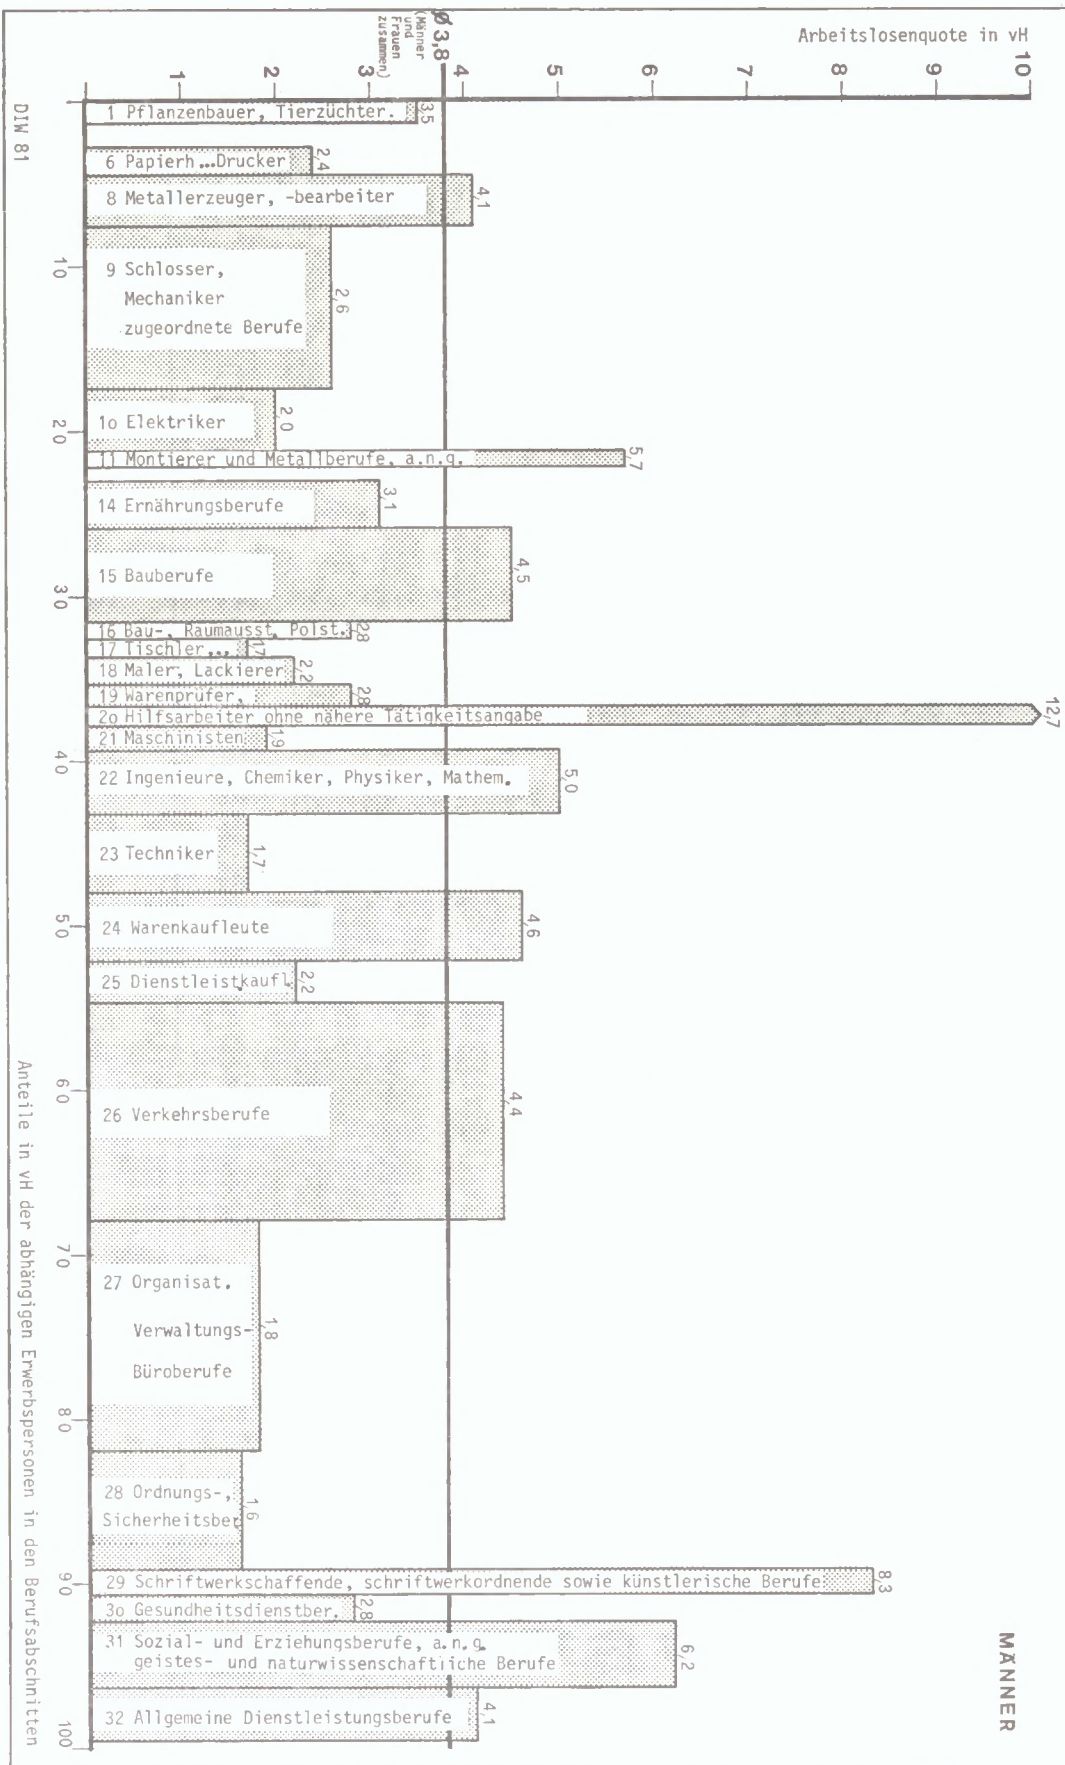 Arbeitslosenquote in vH
1
2
3
4
5
6
7
8
9
10
Ø 3,8
(Männer
und
Frauen
zusammen)
MÄNNER
1 Pflanzenbauer, Tierzüchter.
3,5
6 Papierh...Drucker
2,4
8 Metallerzeuger, -bearbeiter
4,1
9 Schlosser,
Mechaniker
zugeordnete Berufe
2,6
10 Elektriker
2,0
11 Montierer und Metallberufe, a.n.g.
5,7
14 Ernährungsberufe
3,1
15 Bauberufe
4,5
16 Bau-, Raumausst, Polst.
2,8
17 Tischler...
1,7
18 Maler, Lackierer
2,2
19 Warenprüfer,
2,8
20 Hilfsarbeiter ohne nähere Tätigkeitsangabe
12,7
21 Maschinisten
1,9
22 Ingenieure, Chemiker, Physiker, Mathem.
5,0
23 Techniker
1,7
24 Warenkaufleute
4,6
25 Dienstleistkaufl.
2,2
26 Verkehrsberufe
4,4
27 Organisat.
Verwaltungs-
Büroberufe
1,8
28 Ordnungs-,
Sicherheitsber
1,6
29 Schriftwerkschaffende, schriftwerkordnende sowie künstlerische Berufe
8,3
30 Gesundheitsdienstber.
2,8
31 Sozial- und Erziehungsberufe, a.n.g.
geistes- und naturwissenschaftliche Berufe
6,2
32 Allgemeine Dienstleistungsberufe
4,1
10
20
30
40
50
60
70
80
90
100
Anteile in vH der abhängigen Erwerbspersonen in den Berufsabschnitten
DIW 81